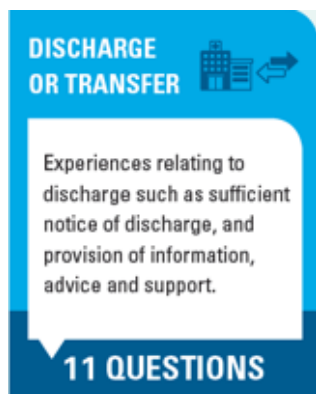 DISCHARGE
OR TRANSFER
Experiences relating to
discharge such as sufficient
notice of discharge, and
provision of information,
advice and support.
11 QUESTIONS